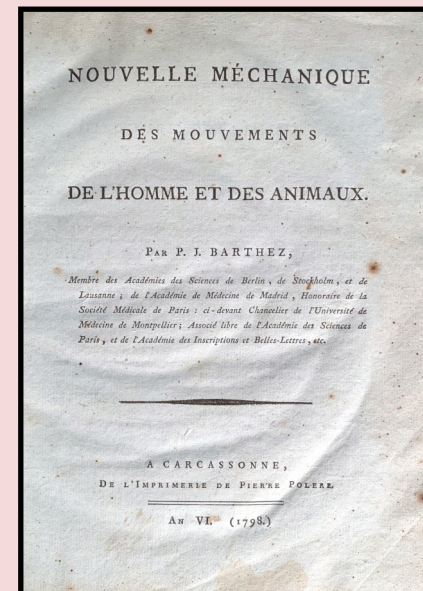 NOUVELLE MÉCHANIQUE
DES MOUVEMENTS
DE L'HOMME ET DES ANIMAUX.
PAR P. J. BARTHEZ,
Membre des Académies des Sciences de Berlin, de Stockholm, et de
Lausanne; de l'Académie de Médecine de Madrid, Honoraire de la
Société Médicale de Paris: ci-devant Chancelier de l'Université de
Médecine de Montpellier; Associé libre de l'Académie des Sciences de
Paris, et de l'Académie des Inscriptions et Belles-Lettres, etc.
A CARCASSONNE,
DE L'IMPRIMERIE DE PIERRE POLERE.
AN VI. (1798.)